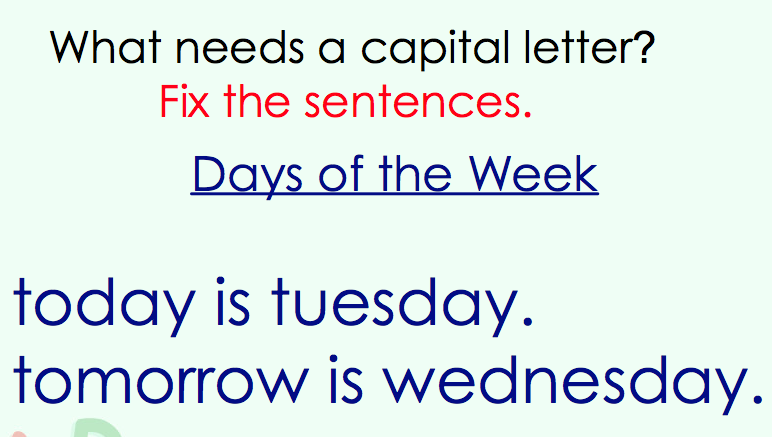 What needs a capital letter?
Fix the sentences.
Days of the Week
today is tuesday.
tomorrow is wednesday.